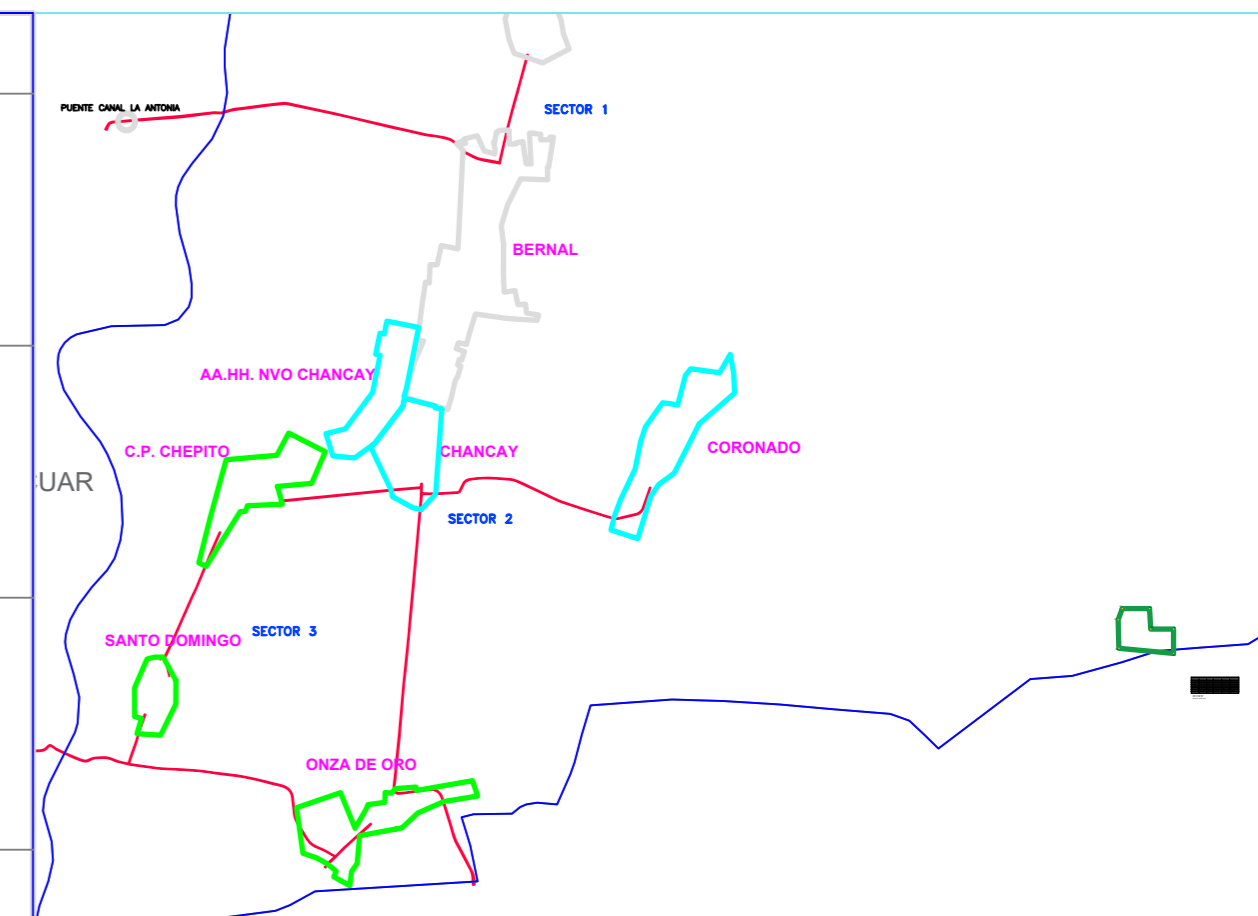 PUENTE CANAL LA ANTONIA
SECTOR 1
BERNAL
AA.HH. NVO CHANCAY
C.P. CHEPITO
CHANCAY
CORONADO
CUAR
SECTOR 2
SANTO DOMINGO
SECTOR 3
ONZA DE ORO